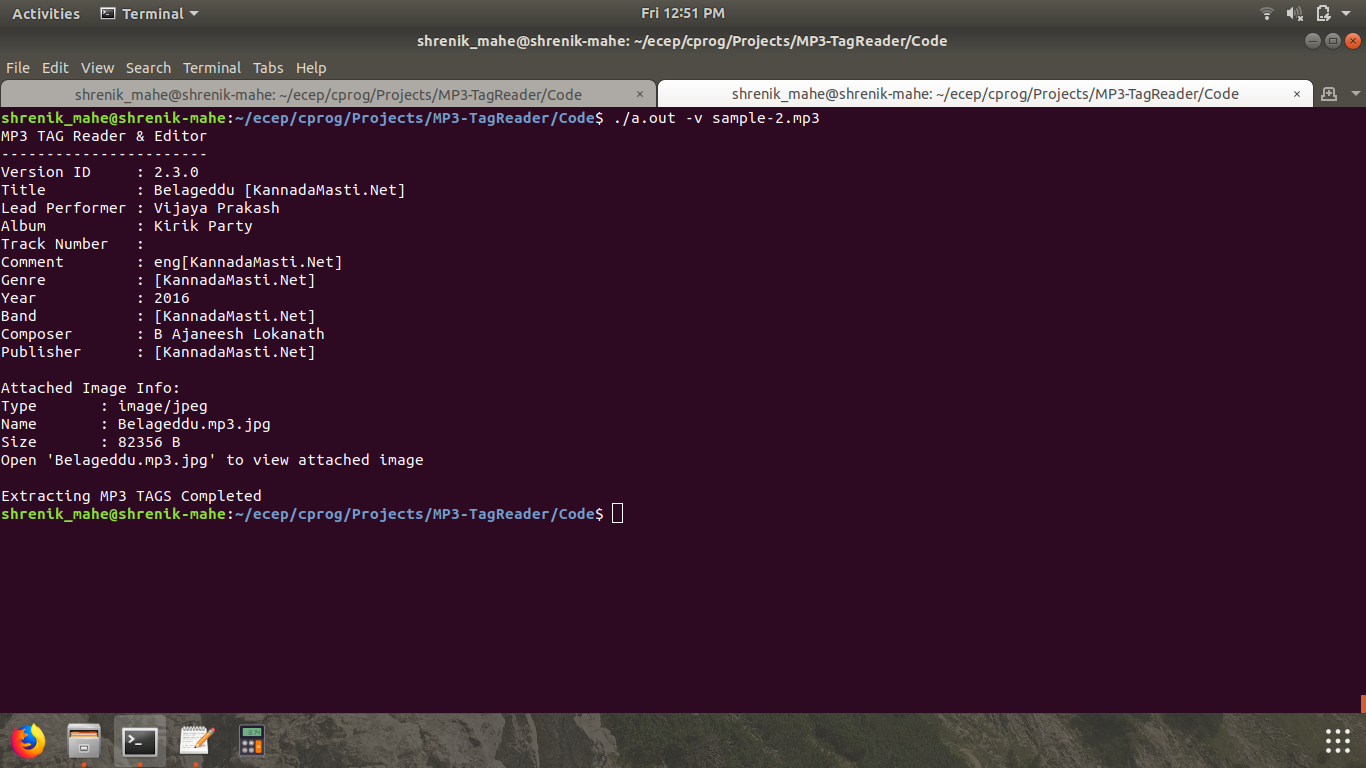 Activities Terminal Fri 12:51 PM
shrenik_mahe@shrenik-mahe: ~/ecep/cprog/Projects/MP3-TagReader/Code
File Edit View Search Terminal Tabs Help
shrenik_mahe@shrenik-mahe: ~/ecep/cprog/Projects/MP3-TagReader/Code × shrenik_mahe@shrenik-mahe: ~/ecep/cprog/Projects/MP3-TagReader/Code ×
shrenik_mahe@shrenik-mahe:~/ecep/cprog/Projects/MP3-TagReader/Code$ ./a.out -v sample-2.mp3
MP3 TAG Reader & Editor
-----------------------
Version ID     : 2.3.0
Title          : Belageddu [KannadaMasti.Net]
Lead Performer : Vijaya Prakash
Album          : Kirik Party
Track Number   :
Comment        : eng[KannadaMasti.Net]
Genre          : [KannadaMasti.Net]
Year           : 2016
Band           : [KannadaMasti.Net]
Composer       : B Ajaneesh Lokanath
Publisher      : [KannadaMasti.Net]
Attached Image Info:
Type       : image/jpeg
Name       : Belageddu.mp3.jpg
Size       : 82356 B
Open 'Belageddu.mp3.jpg' to view attached image
Extracting MP3 TAGS Completed
shrenik_mahe@shrenik-mahe:~/ecep/cprog/Projects/MP3-TagReader/Code$